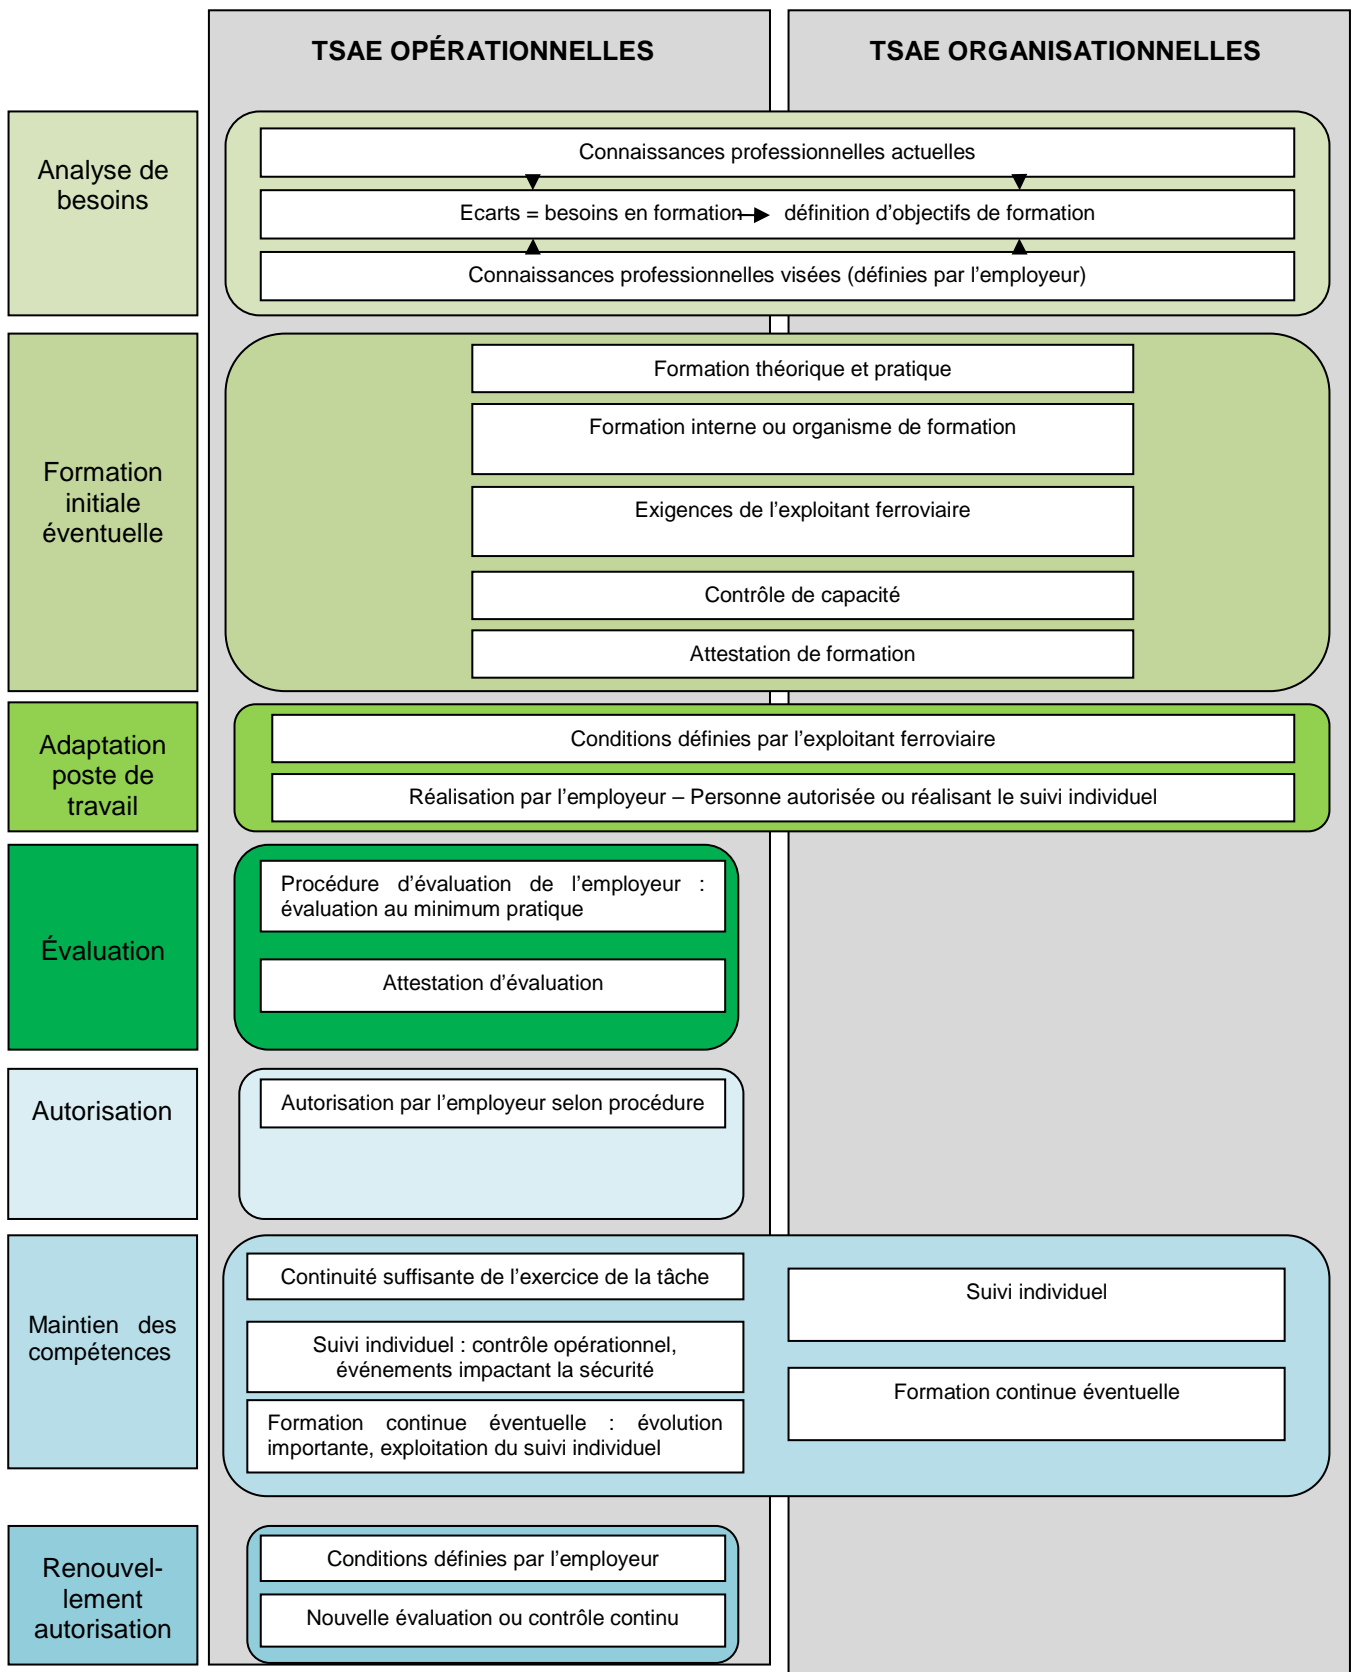 TSAE OPÉRATIONNELLES
TSAE ORGANISATIONNELLES
Analyse de
besoins
Connaissances professionnelles actuelles
Ecarts = besoins en formation
définition d’objectifs de formation
Connaissances professionnelles visées (définies par l’employeur)
Formation
initiale
éventuelle
Formation théorique et pratique
Formation interne ou organisme de formation
Exigences de l’exploitant ferroviaire
Contrôle de capacité
Attestation de formation
Adaptation
poste de
travail
Conditions définies par l’exploitant ferroviaire
Réalisation par l’employeur – Personne autorisée ou réalisant le suivi individuel
Évaluation
Procédure d’évaluation de l’employeur :
évaluation au minimum pratique
Attestation d’évaluation
Autorisation
Autorisation par l’employeur selon procédure
Maintien des
compétences
Continuité suffisante de l’exercice de la tâche
Suivi individuel : contrôle opérationnel,
événements impactant la sécurité
Formation continue éventuelle : évolution
importante, exploitation du suivi individuel
Suivi individuel
Formation continue éventuelle
Renouvel-
lement
autorisation
Conditions définies par l’employeur
Nouvelle évaluation ou contrôle continu